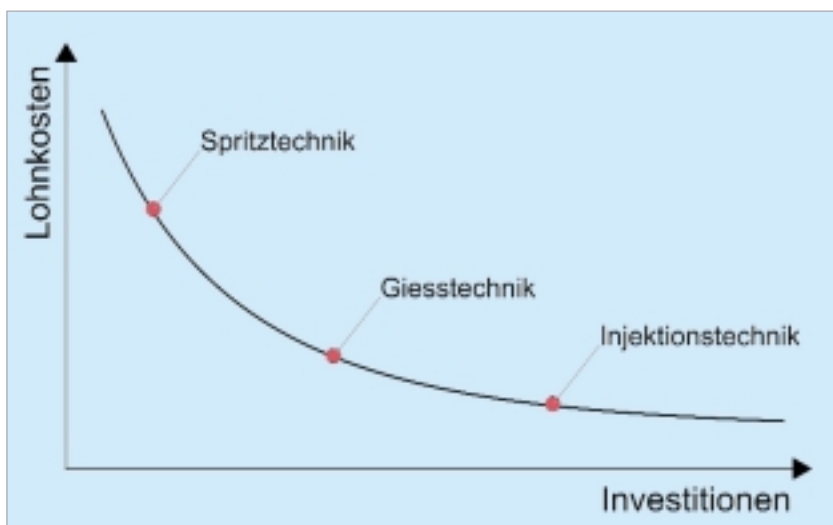 Lohnkosten
Spritztechnik
Giesstechnik
Injektionstechnik
Investitionen